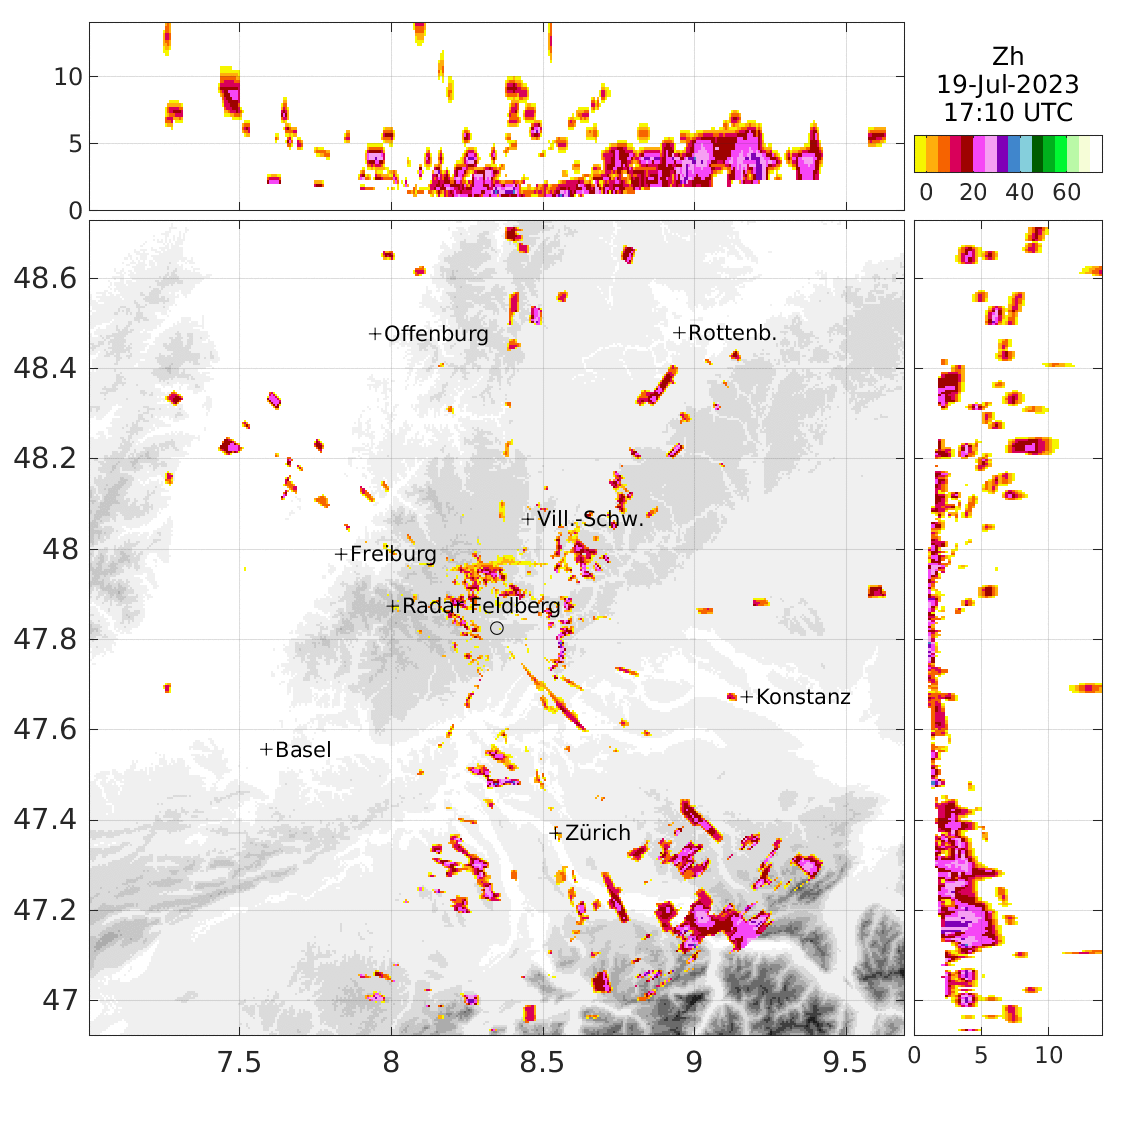 10
5
0
Zh
19-Jul-2023
17:10 UTC
0 20 40 60
48.6
48.4
48.2
48
47.8
47.6
47.4
47.2
47
+Offenburg
+Rottenb.
+Vill.-Schw.
+Freiburg
+Radar Feldberg
+Konstanz
+Basel
+Zürich
7.5 8 8.5 9 9.5
0 5 10